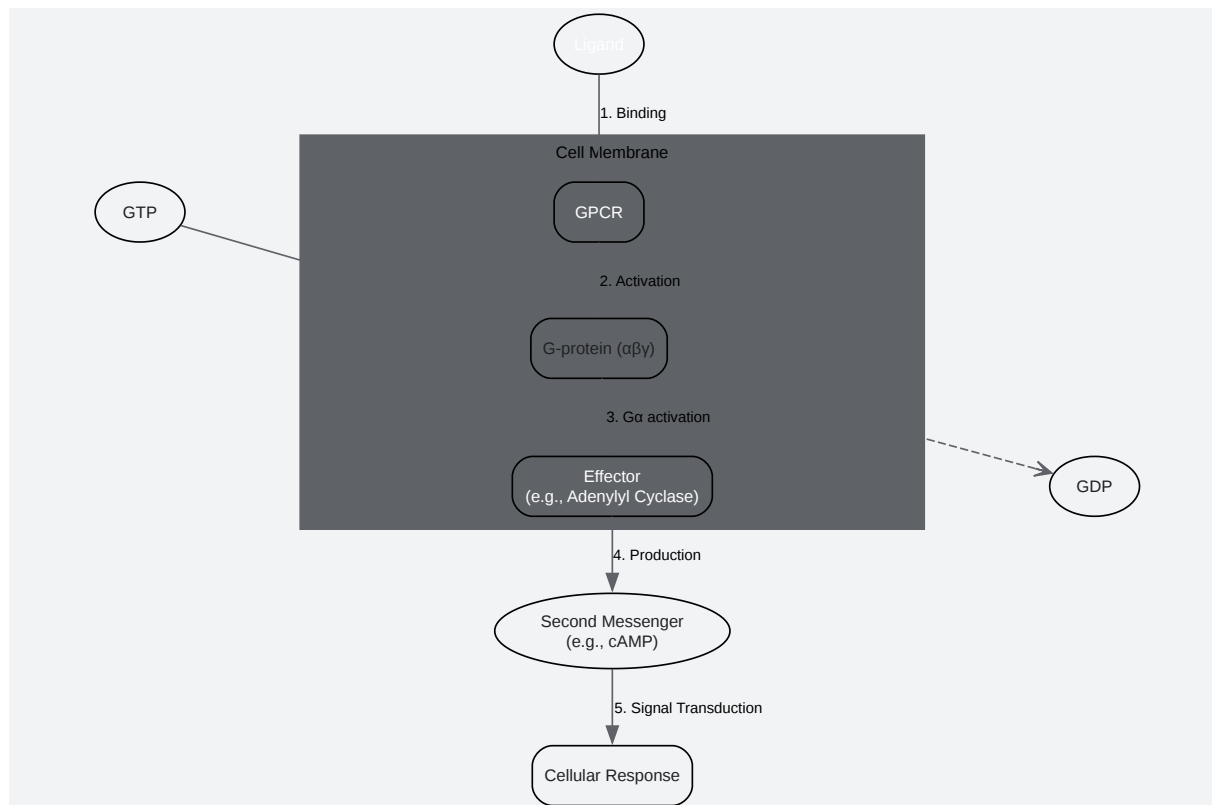 Ligand
1. Binding
Cell Membrane
GTP
GPCR
2. Activation
G-protein (αβγ)
3. Gα activation
Effector
(e.g., Adenylyl Cyclase)
GDP
4. Production
Second Messenger
(e.g., cAMP)
5. Signal Transduction
Cellular Response